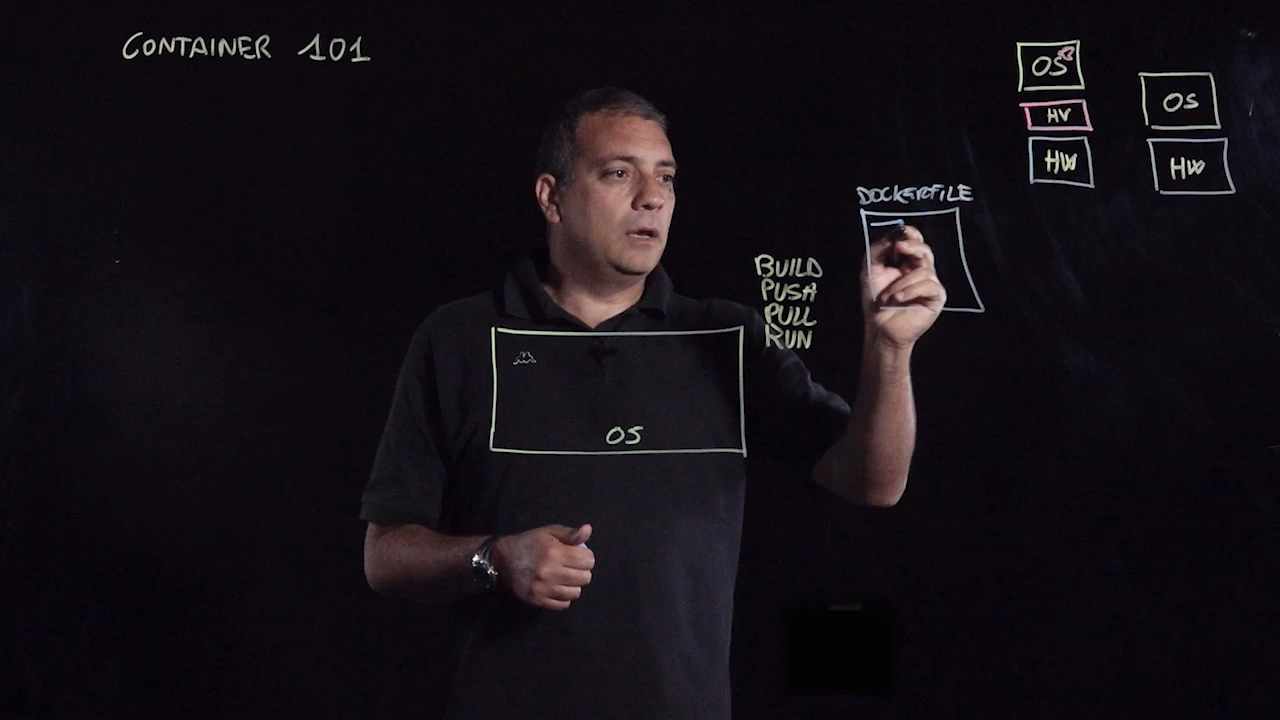 CONTAINER 101
OS
HV
HW
OS
HW
DOCKERFILE
BUILD
PUSH
PULL
RUN
OS